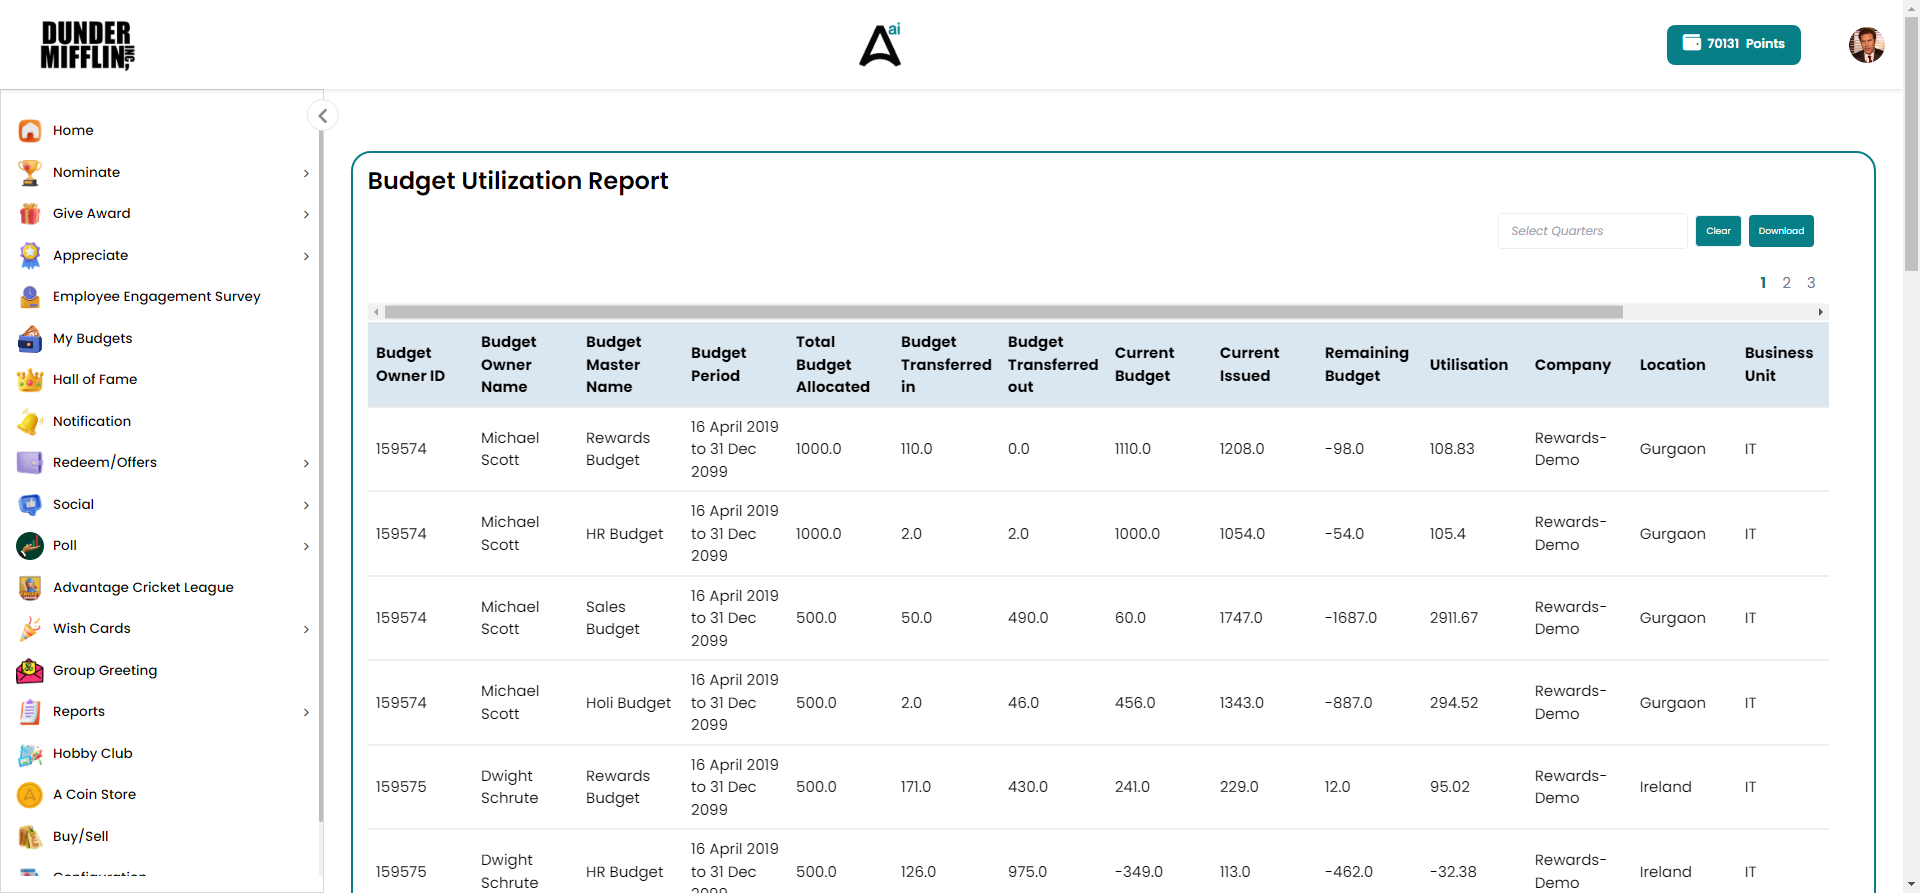 DUNDER
MIFFLIN, INC
ai
70131 Points
Home
Nominate
Give Award
Appreciate
Employee Engagement Survey
My Budgets
Hall of Fame
Notification
Redeem/Offers
Social
Poll
Advantage Cricket League
Wish Cards
Group Greeting
Reports
Hobby Club
A Coin Store
Buy/Sell
Configuration
Budget Utilization Report
Select Quarters Clear Download
1 2 3
Budget Owner ID Budget Owner Name Budget Master Name Budget Period Total Budget Allocated Budget Transferred in Budget Transferred out Current Budget Current Issued Remaining Budget Utilisation Company Location Business Unit
159574 Michael Scott Rewards Budget 16 April 2019 to 31 Dec 2099 1000.0 110.0 0.0 1110.0 1208.0 -98.0 108.83 Rewards-Demo Gurgaon IT
159574 Michael Scott HR Budget 16 April 2019 to 31 Dec 2099 1000.0 2.0 2.0 1000.0 1054.0 -54.0 105.4 Rewards-Demo Gurgaon IT
159574 Michael Scott Sales Budget 16 April 2019 to 31 Dec 2099 500.0 50.0 490.0 60.0 1747.0 -1687.0 2911.67 Rewards-Demo Gurgaon IT
159574 Michael Scott Holi Budget 16 April 2019 to 31 Dec 2099 500.0 2.0 46.0 456.0 1343.0 -887.0 294.52 Rewards-Demo Gurgaon IT
159575 Dwight Schrute Rewards Budget 16 April 2019 to 31 Dec 2099 500.0 171.0 430.0 241.0 229.0 12.0 95.02 Rewards-Demo Ireland IT
159575 Dwight Schrute HR Budget 16 April 2019 to 31 Dec 2099 500.0 126.0 975.0 -349.0 113.0 -462.0 -32.38 Rewards-Demo Ireland IT